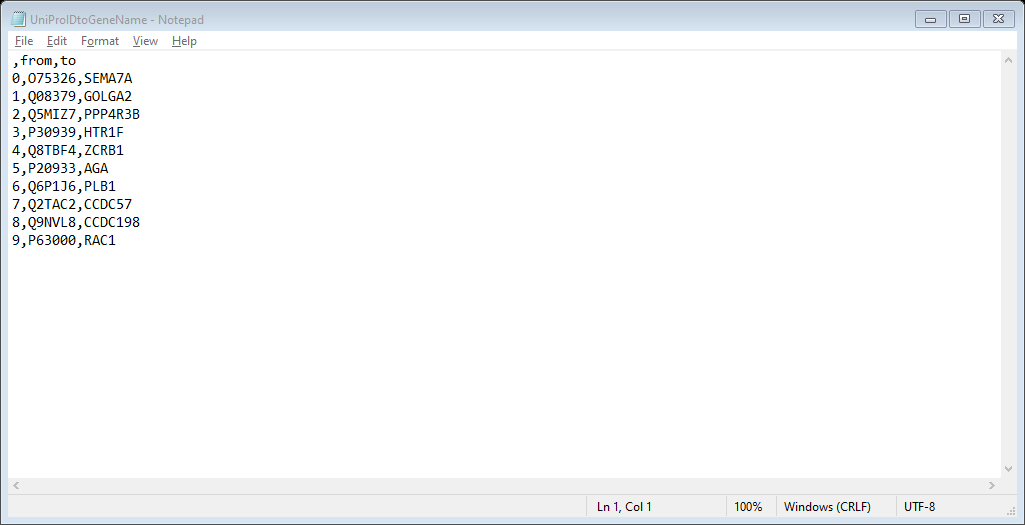 UniProIDtoGeneName - Notepad
File Edit Format View Help
,from,to
0,O75326,SEMA7A
1,Q08379,GOLGA2
2,Q5MIZ7,PPP4R3B
3,P30939,HTR1F
4,Q8TBF4,ZCRB1
5,P20933,AGA
6,Q6P1J6,PLB1
7,Q2TAC2,CCDC57
8,Q9NVL8,CCDC198
9,P63000,RAC1
Ln 1, Col 1 100% Windows (CRLF) UTF-8